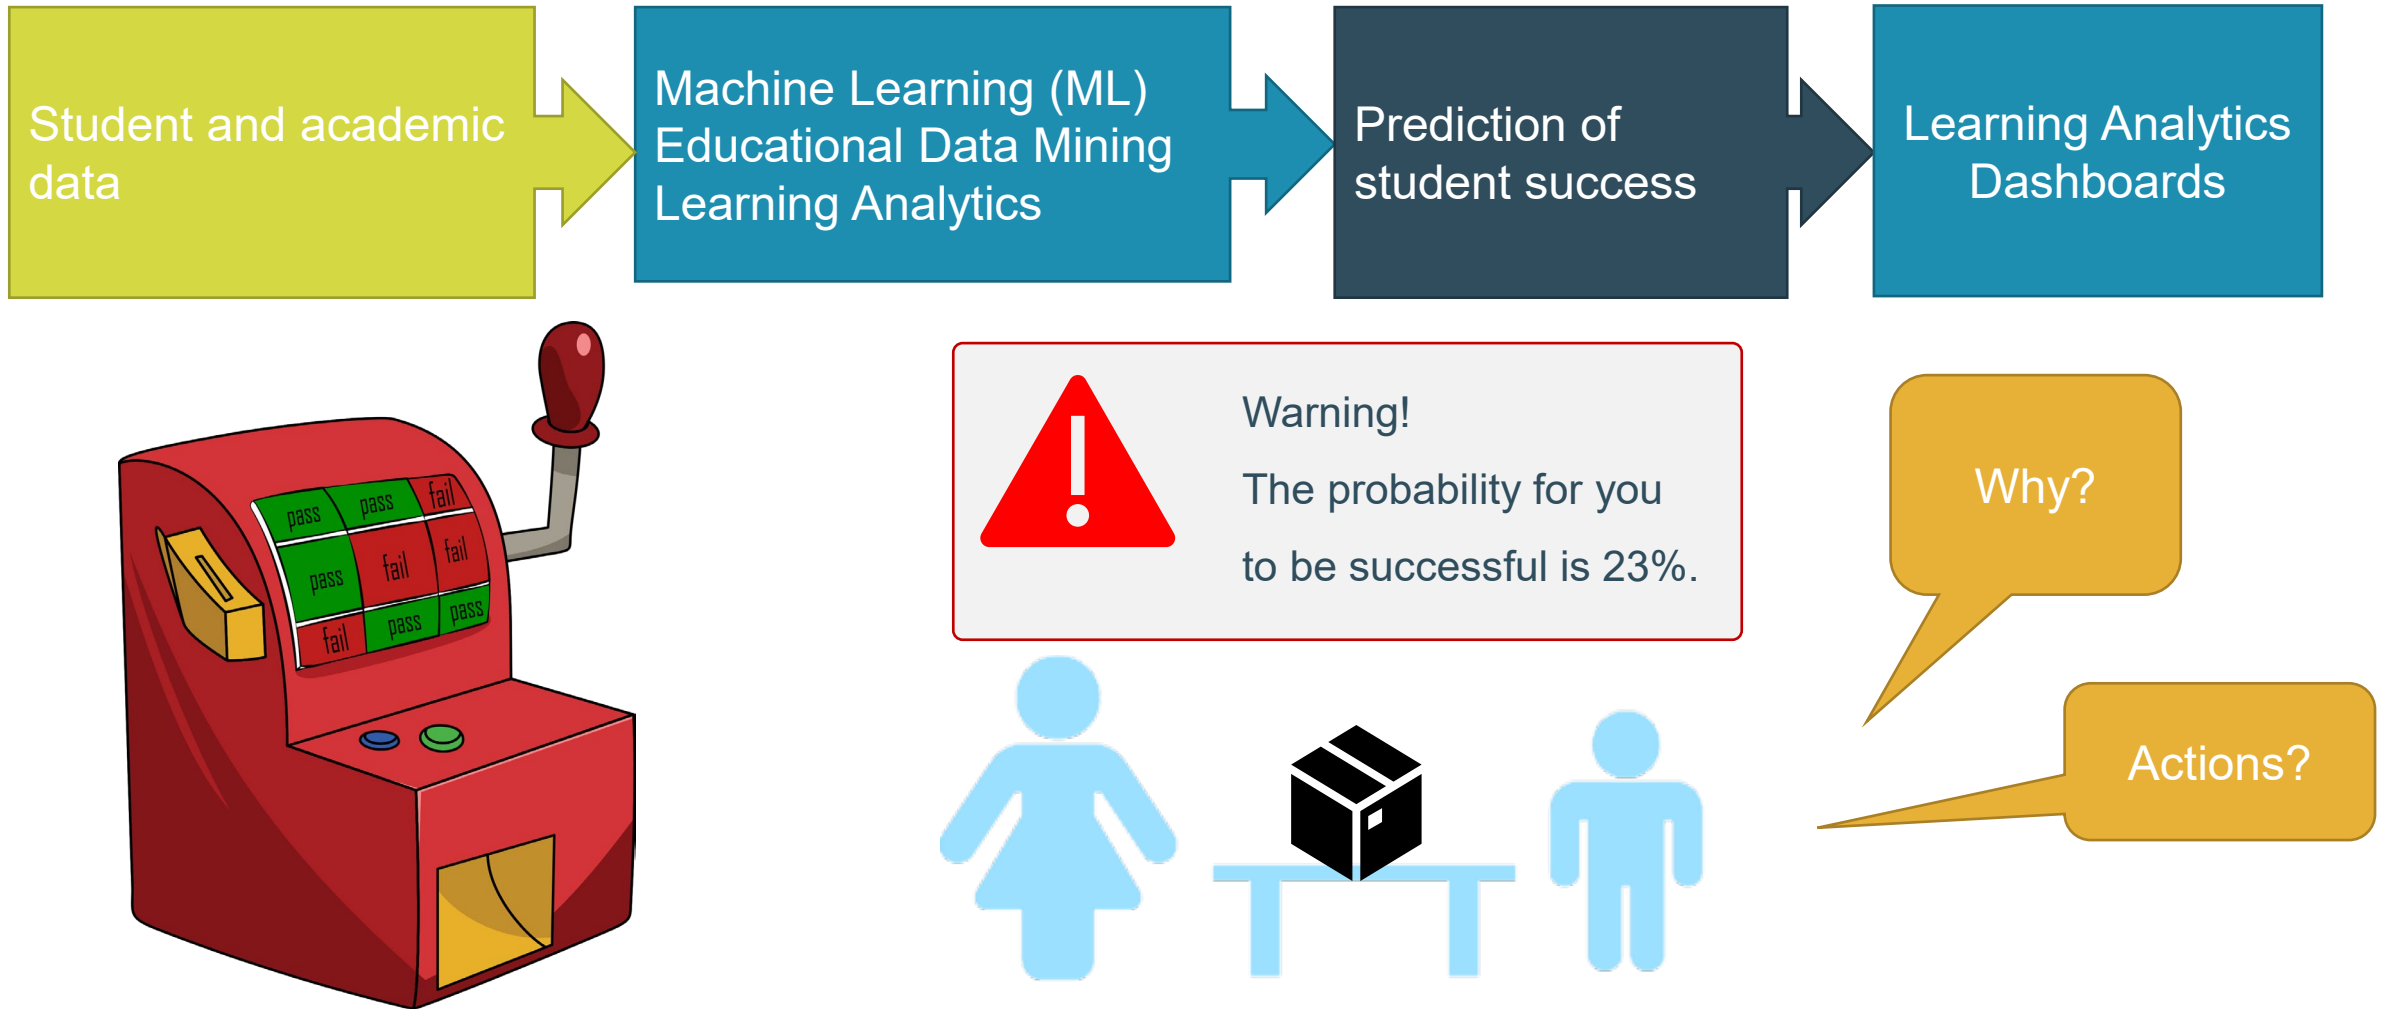 Student and academic
data
Machine Learning (ML)
Educational Data Mining
Learning Analytics
Prediction of
student success
Learning Analytics
Dashboards
pass pass fail
pass fail fail
fail pass pass
Warning!
The probability for you
to be successful is 23%.
Why?
Actions?